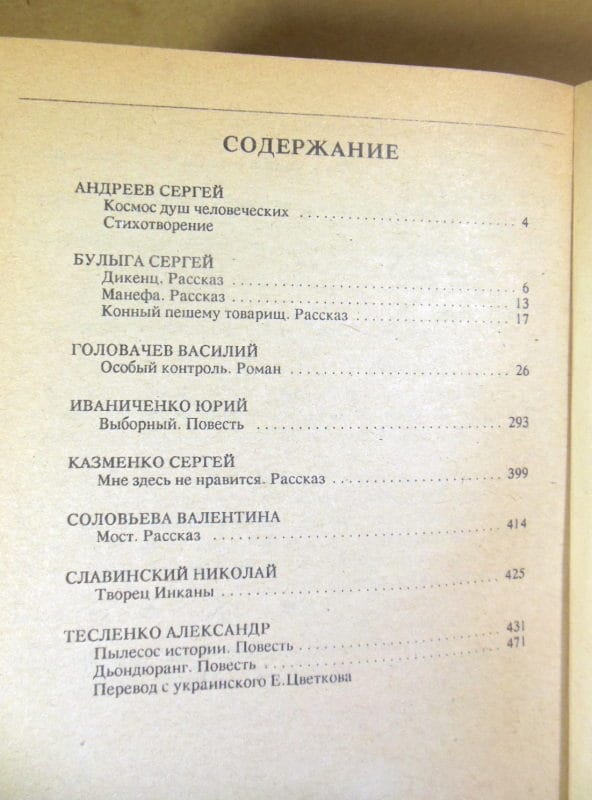 СОДЕРЖАНИЕ
АНДРЕЕВ СЕРГЕЙ
Космос душ человеческих ........................ 4
Стихотворение
БУЛЫГА СЕРГЕЙ
Дикенц. Рассказ ........................ 6
Манефа. Рассказ ........................ 13
Конный пешему товарищ. Рассказ ........................ 17
ГОЛОВАЧЕВ ВАСИЛИЙ
Особый контроль. Роман ........................ 26
ИВАНИЧЕНКО ЮРИЙ
Выборный. Повесть ........................ 293
КАЗМЕНКО СЕРГЕЙ
Мне здесь не нравится. Рассказ ........................ 399
СОЛОВЬЕВА ВАЛЕНТИНА
Мост. Рассказ ........................ 414
СЛАВИНСКИЙ НИКОЛАЙ
Творец Инканы ........................ 425
ТЕСЛЕНКО АЛЕКСАНДР
Пылесос истории. Повесть ........................ 431
Дьондюранг. Повесть ........................ 471
Перевод с украинского Е.Цветкова